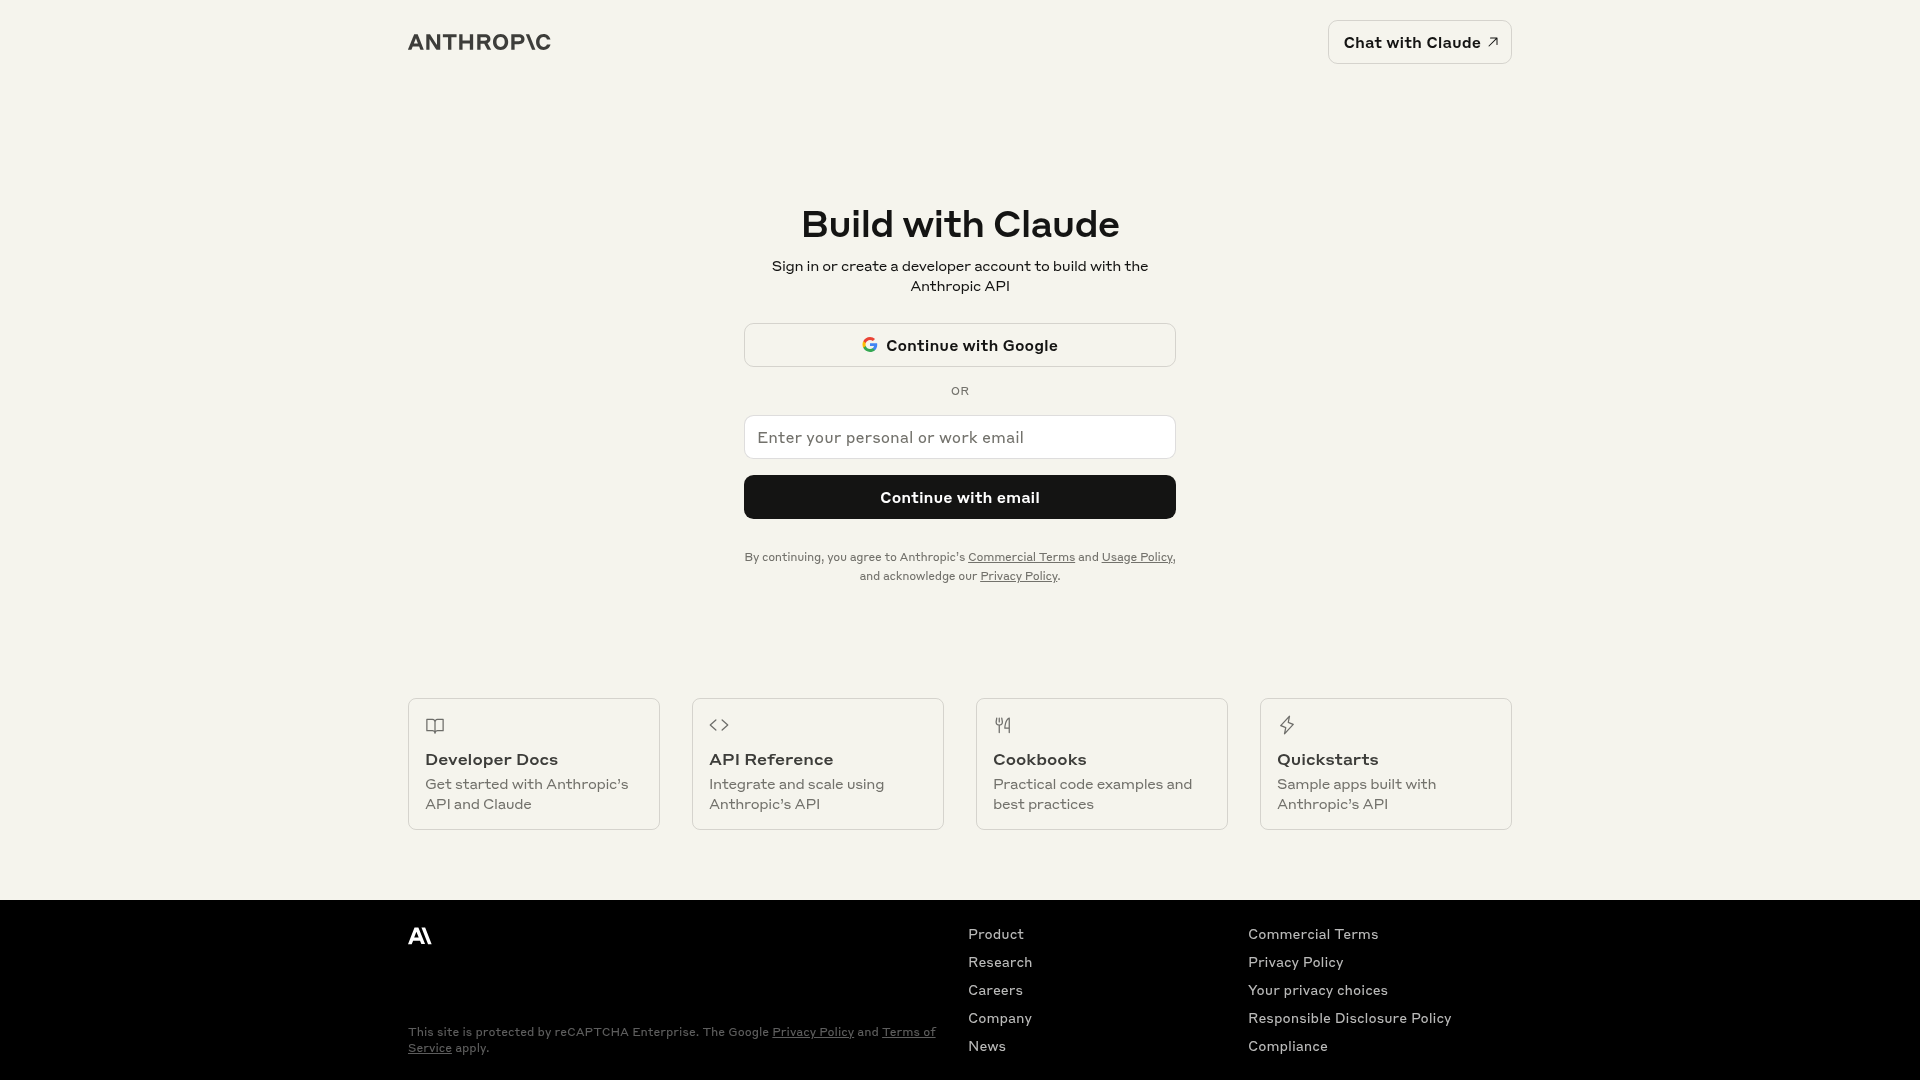 ANTHROP\C
Chat with Claude
Build with Claude
Sign in or create a developer account to build with the
Anthropic API
Continue with Google
OR
Enter your personal or work email
Continue with email
By continuing, you agree to Anthropic's Commercial Terms and Usage Policy,
and acknowledge our Privacy Policy.
Developer Docs
Get started with Anthropic’s
API and Claude
API Reference
Integrate and scale using
Anthropic’s API
Cookbooks
Practical code examples and
best practices
Quickstarts
Sample apps built with
Anthropic’s API
A\
This site is protected by reCAPTCHA Enterprise. The Google Privacy Policy and Terms of
Service apply.
Product
Research
Careers
Company
News
Commercial Terms
Privacy Policy
Your privacy choices
Responsible Disclosure Policy
Compliance